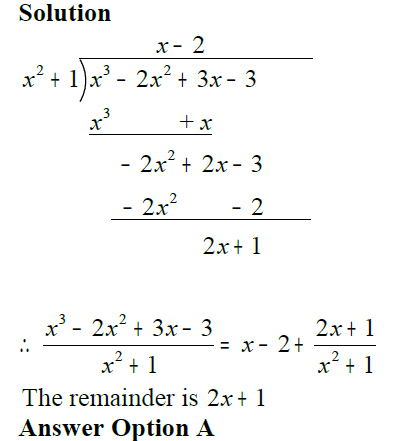 Solution
x - 2
x² + 1)x³ - 2x² + 3x - 3
x³ + x
- 2x² + 2x - 3
- 2x² - 2
2x + 1
∴ (x³ - 2x² + 3x - 3)/(x² + 1) = x - 2 + (2x + 1)/(x² + 1)
The remainder is 2x + 1
Answer Option A